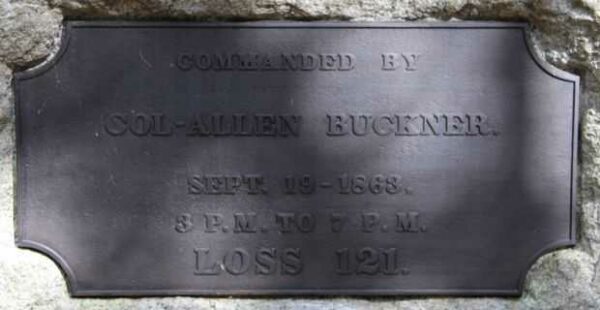 COMMANDED BY
COL-ALLEN BUCKNER.
SEPT. 19-1863.
3 P.M. TO 7 P.M.
LOSS 121.